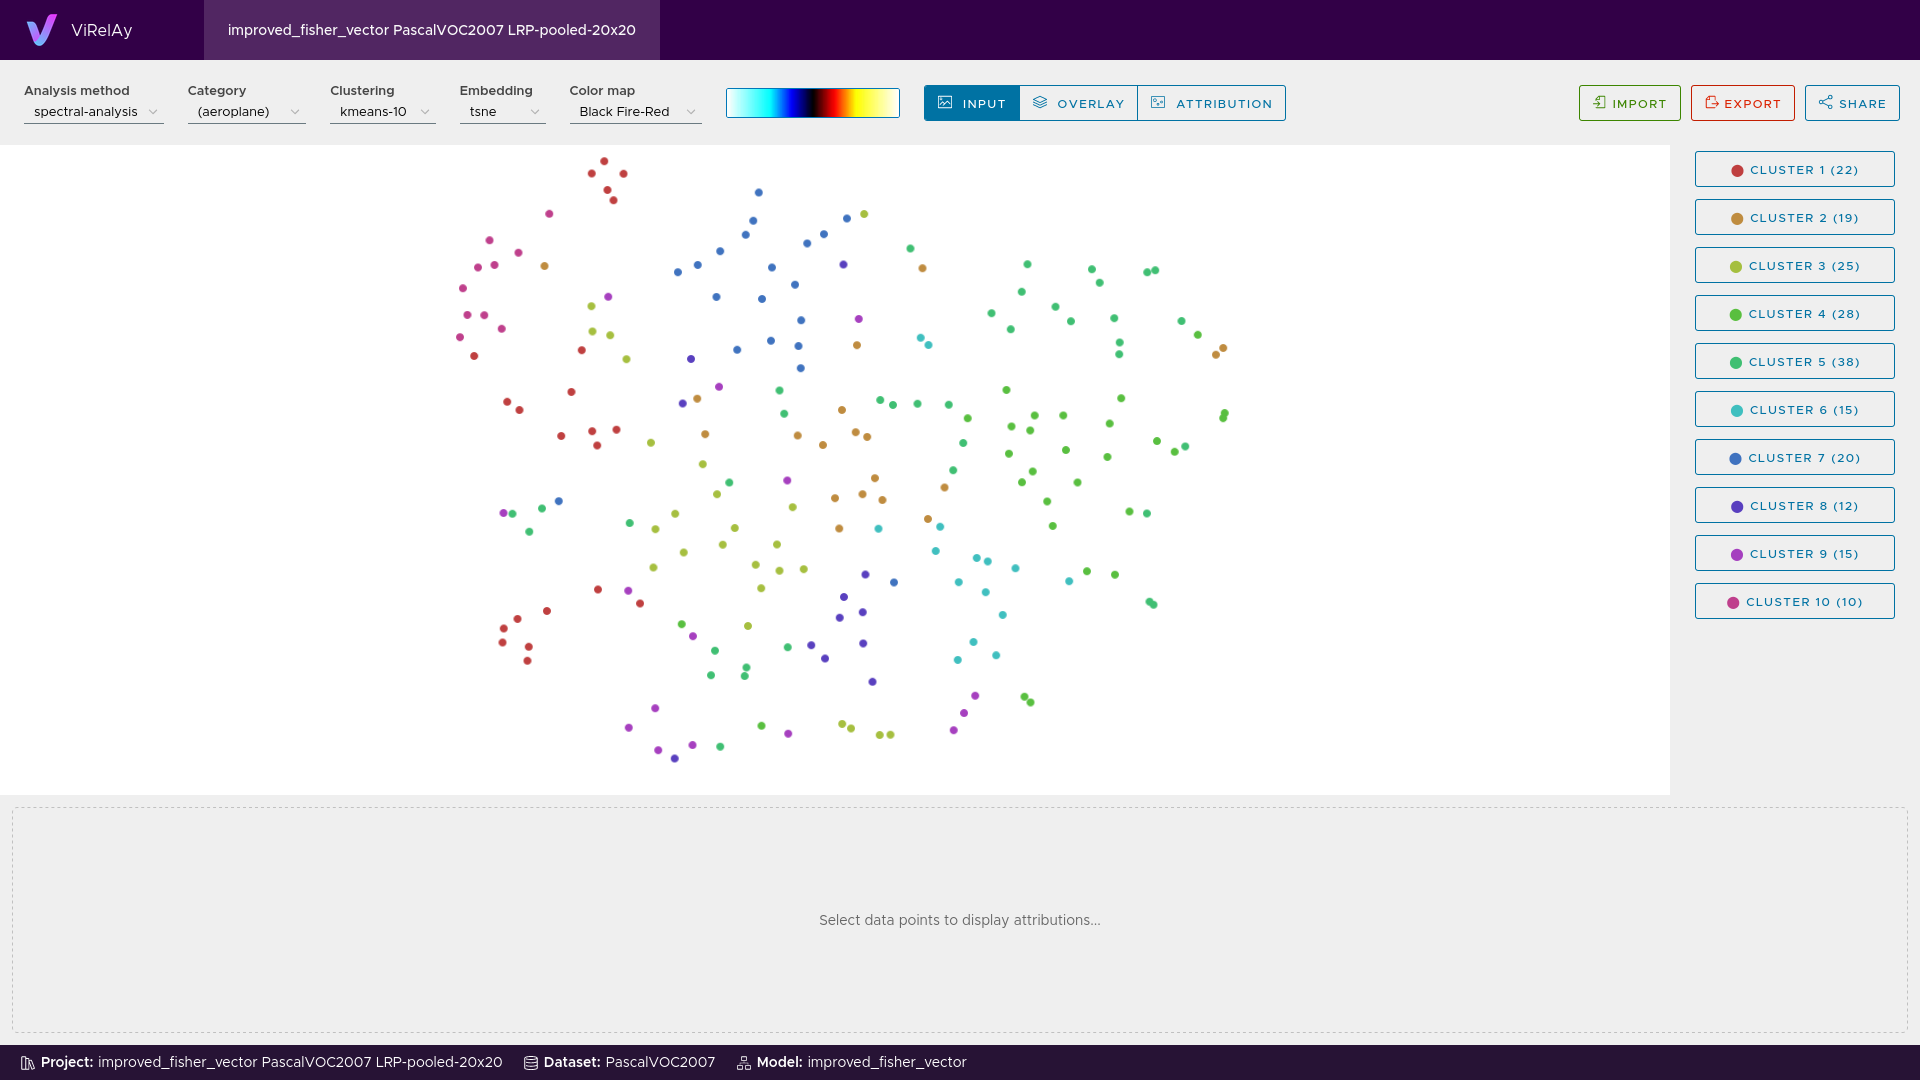 ViRelAy
improved_fisher_vector PascalVOC2007 LRP-pooled-20x20
Analysis method
spectral-analysis
Category
(aeroplane)
Clustering
kmeans-10
Embedding
tsne
Color map
Black Fire-Red
INPUT
OVERLAY
ATTRIBUTION
IMPORT
EXPORT
SHARE
CLUSTER 1 (22)
CLUSTER 2 (19)
CLUSTER 3 (25)
CLUSTER 4 (28)
CLUSTER 5 (38)
CLUSTER 6 (15)
CLUSTER 7 (20)
CLUSTER 8 (12)
CLUSTER 9 (15)
CLUSTER 10 (10)
Select data points to display attributions...
Project: improved_fisher_vector PascalVOC2007 LRP-pooled-20x20
Dataset: PascalVOC2007
Model: improved_fisher_vector